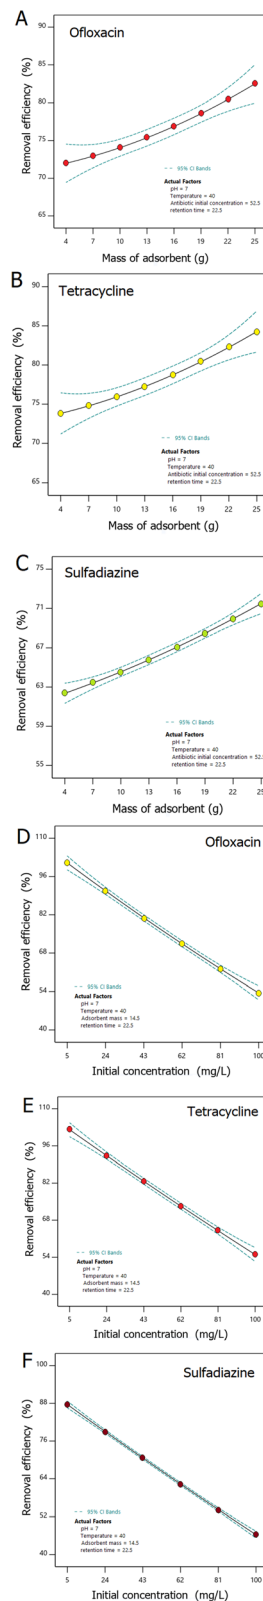 A
Ofloxacin
Removal efficiency (%)
90
85
80
75
70
65
95% CI Bands
Actual Factors
pH = 7
Temperature = 40
Antibiotic initial concentration = 52.5
retention time = 22.5
4 7 10 13 16 19 22 25
Mass of adsorbent (g)
B
Tetracycline
Removal efficiency (%)
90
85
80
75
70
65
95% CI Bands
Actual Factors
pH = 7
Temperature = 40
Antibiotic initial concentration = 52.5
retention time = 22.5
4 7 10 13 16 19 22 25
Mass of adsorbent (g)
C
Sulfadiazine
Removal efficiency (%)
75
71
67
63
59
55
95% CI Bands
Actual Factors
pH = 7
Temperature = 40
Antibiotic initial concentration = 52.5
retention time = 22.5
4 7 10 13 16 19 22 25
Mass of adsorbent (g)
D
Ofloxacin
Removal efficiency (%)
110
96
82
68
54
40
95% CI Bands
Actual Factors
pH = 7
Temperature = 40
Adsorbent mass = 14.5
retention time = 22.5
5 24 43 62 81 100
Initial concentration (mg/L)
E
Tetracycline
Removal efficiency (%)
110
96
82
68
54
40
95% CI Bands
Actual Factors
pH = 7
Temperature = 40
Adsorbent mass = 14.5
retention time = 22.5
5 24 43 62 81 100
Initial concentration (mg/L)
F
Sulfadiazine
Removal efficiency (%)
100
88
76
64
52
40
95% CI Bands
Actual Factors
pH = 7
Temperature = 40
Adsorbent mass = 14.5
retention time = 22.5
5 24 43 62 81 100
Initial concentration (mg/L)